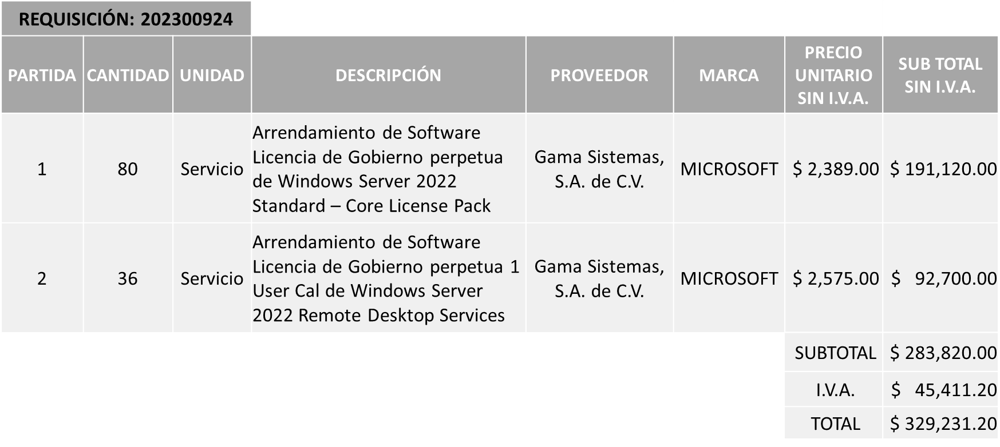 REQUISICIÓN: 202300924
PARTIDA CANTIDAD UNIDAD DESCRIPCIÓN PROVEEDOR MARCA PRECIO UNITARIO SIN I.V.A. SUB TOTAL SIN I.V.A.
1 80 Servicio
Arrendamiento de Software
Licencia de Gobierno perpetua
de Windows Server 2022
Standard – Core License Pack
Gama Sistemas,
S.A. de C.V.
MICROSOFT $ 2,389.00 $ 191,120.00
2 36 Servicio
Arrendamiento de Software
Licencia de Gobierno perpetua 1
User Cal de Windows Server
2022 Remote Desktop Services
Gama Sistemas,
S.A. de C.V.
MICROSOFT $ 2,575.00 $ 92,700.00
SUBTOTAL $ 283,820.00
I.V.A. $ 45,411.20
TOTAL $ 329,231.20